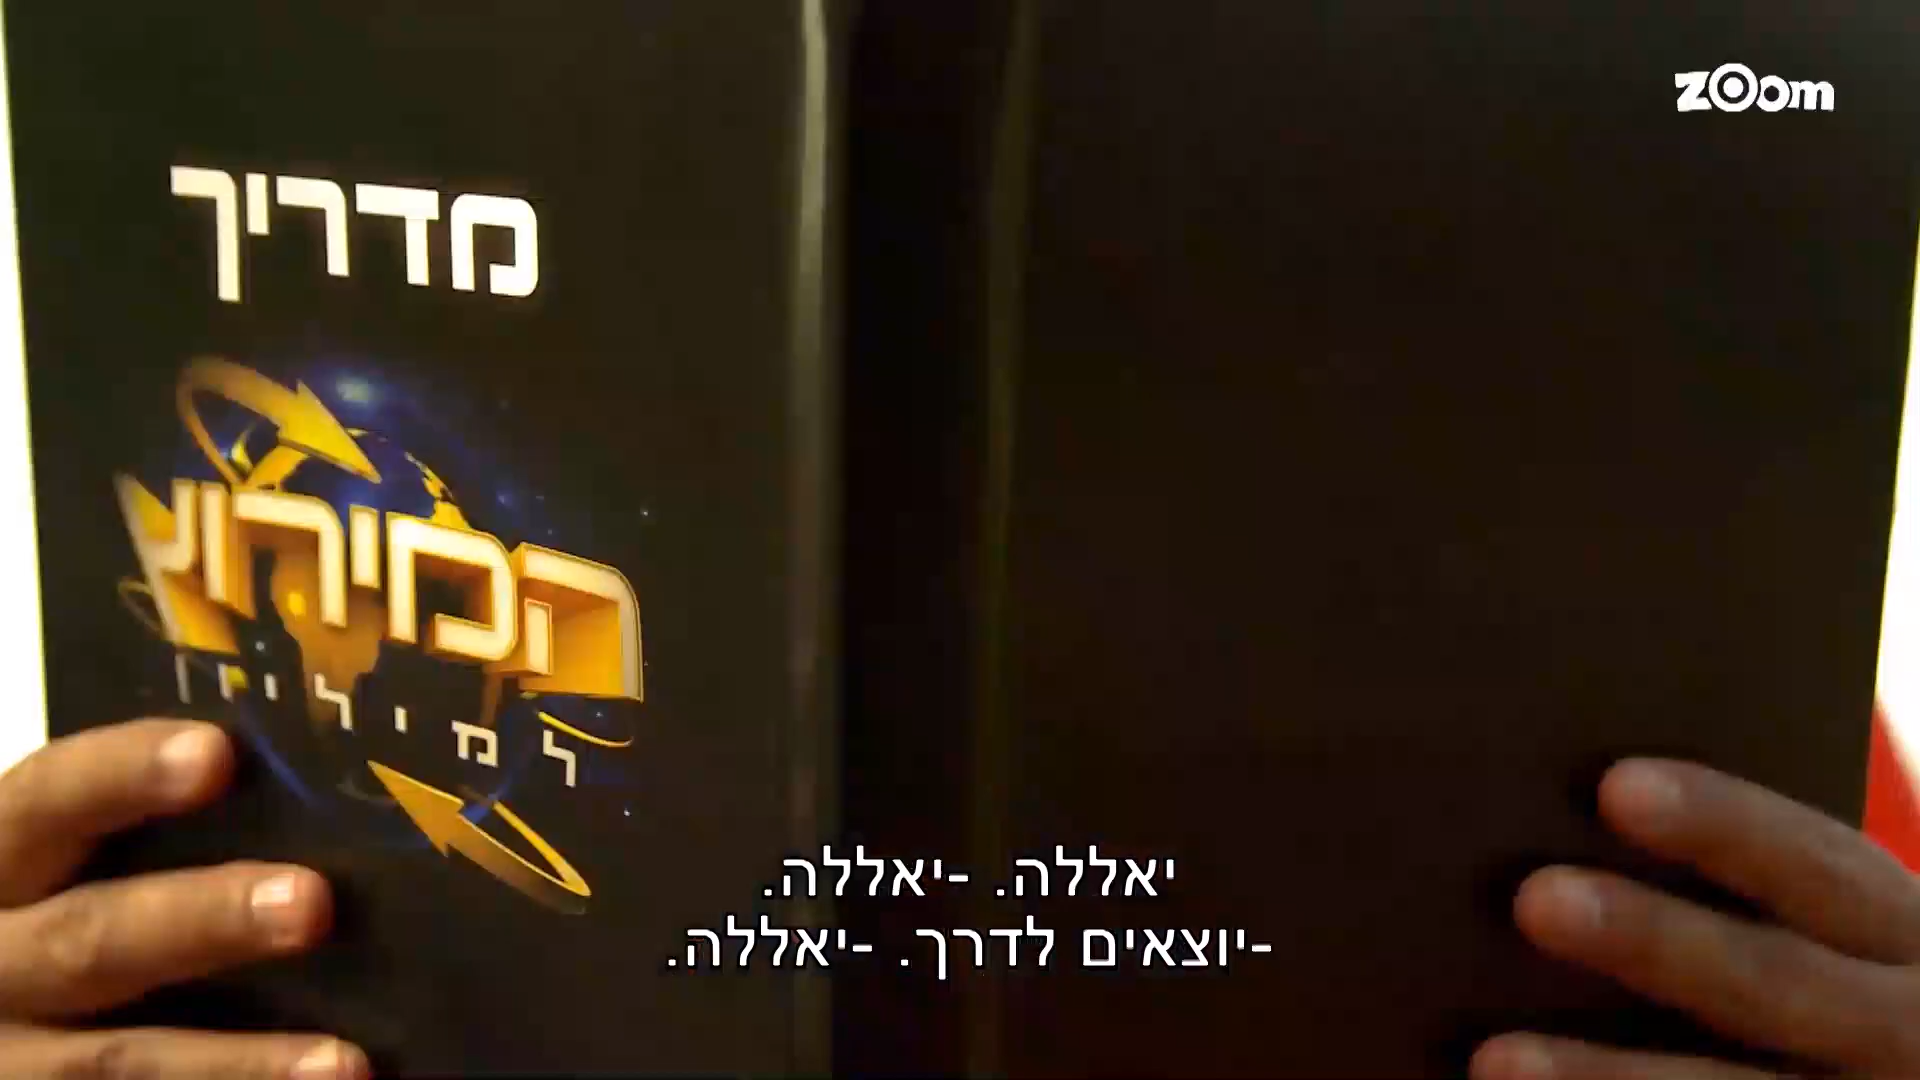 zoom
מדריך
המירוץ
למיליון
יאללה. -יאללה.
-יוצאים לדרך. -יאללה.